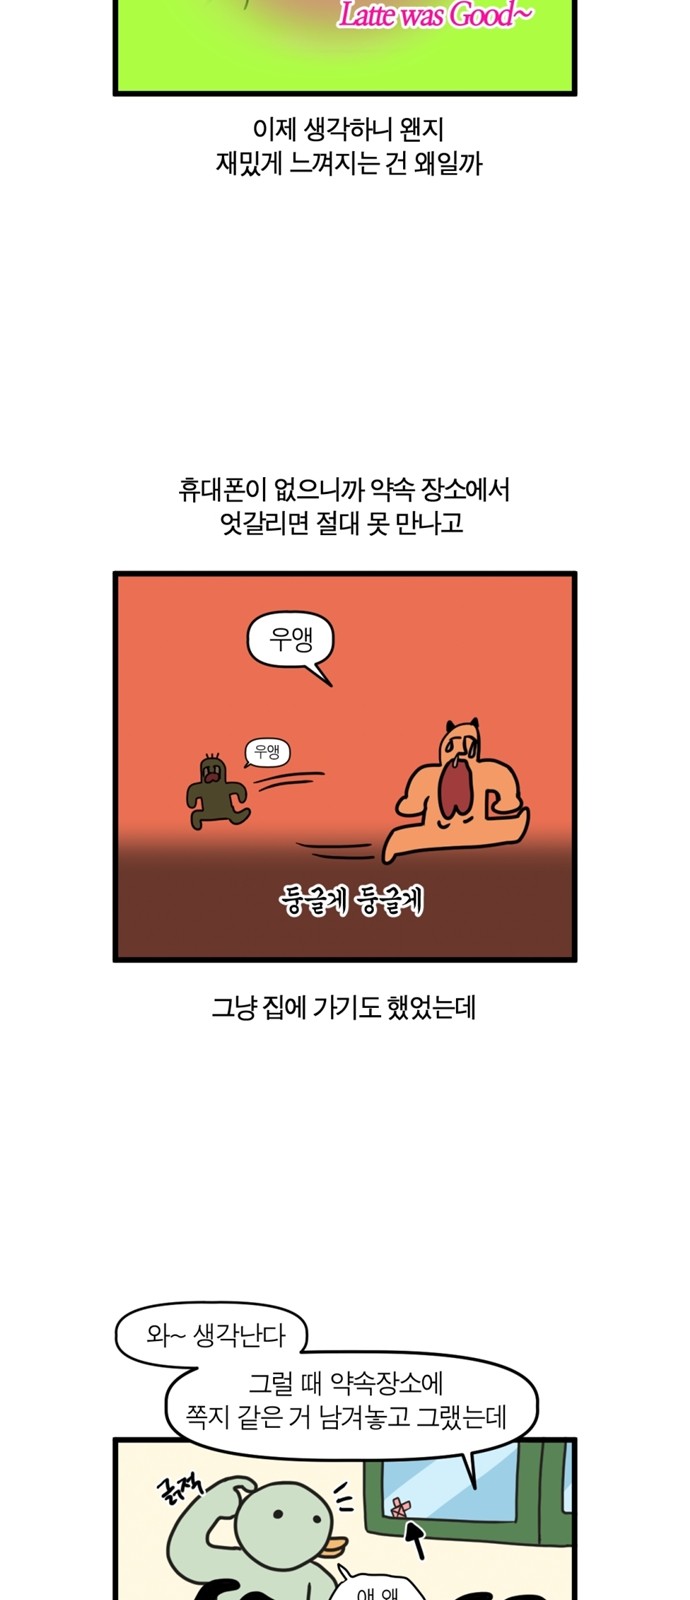 Latte was Good~
이제 생각하니 왠지
재밌게 느껴지는 건 왜일까
휴대폰이 없으니까 약속 장소에서
엇갈리면 절대 못 만나고
우앵
우앵
둥글게 둥글게
그냥 집에 가기도 했었는데
와~ 생각난다
그럴 때 약속장소에
쪽지 같은 거 남겨놓고 그랬는데
긁적